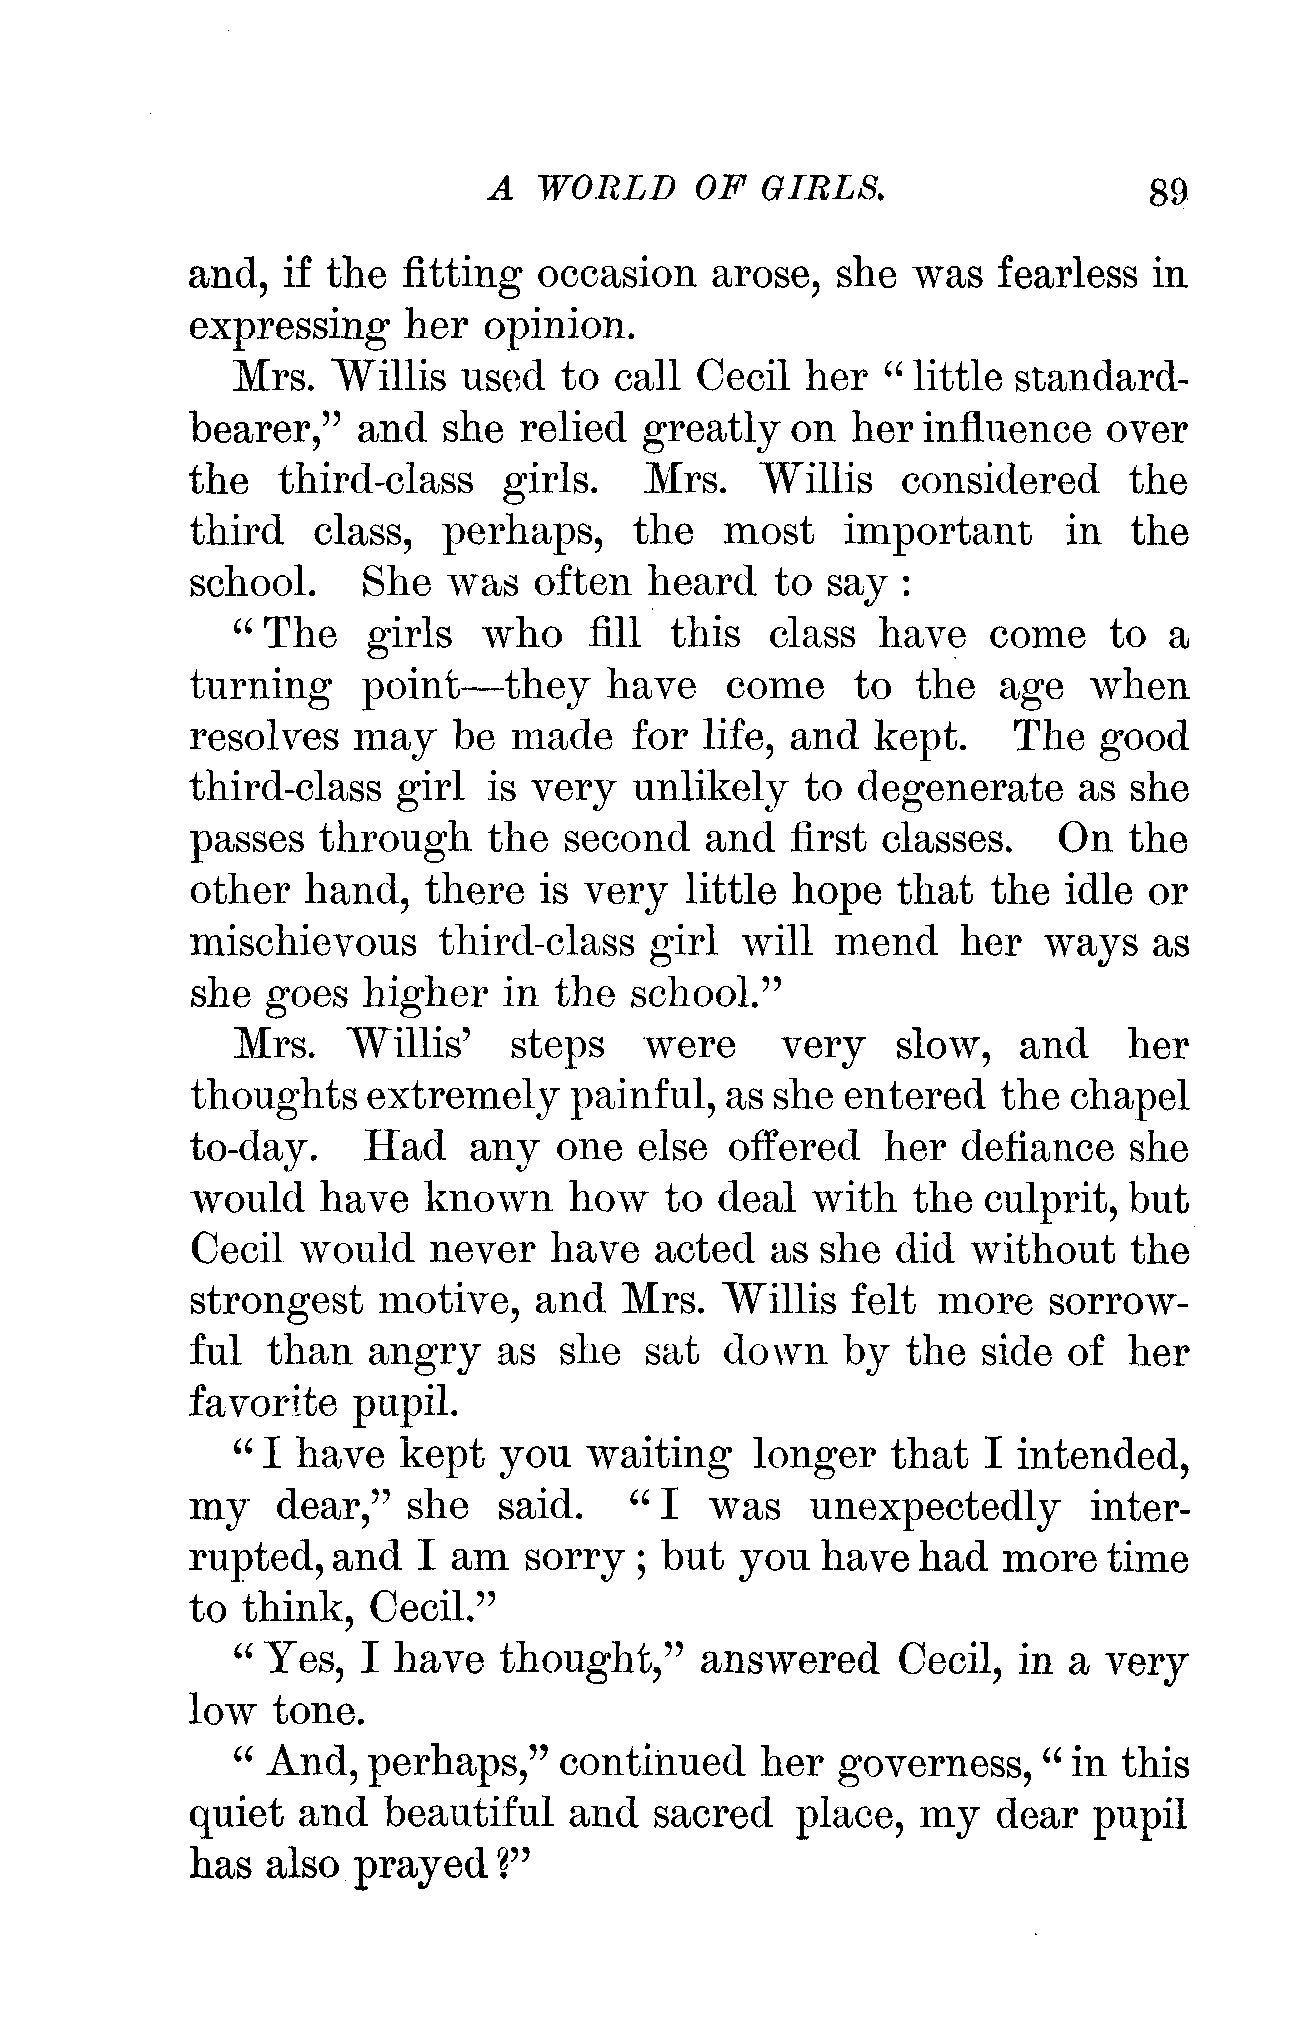 A WORLD OF GIRLS. 89
and, if the fitting occasion arose, she was fearless in
expressing her opinion.
Mrs. Willis used to call Cecil her “ little standard-
bearer,” and she relied greatly on her influence over
the third-class girls. Mrs. Willis considered the
third class, perhaps, the most important in the
school. She was often heard to say :
“ The girls who fill this class have come to a
turning point—they have come to the age when
resolves may be made for life, and kept. The good
third-class girl is very unlikely to degenerate as she
passes through the second and first classes. On the
other hand, there is very little hope that the idle or
mischievous third-class girl will mend her ways as
she goes higher in the school.”
Mrs. Willis’ steps were very slow, and her
thoughts extremely painful, as she entered the chapel
to-day. Had any one else offered her defiance she
would have known how to deal with the culprit, but
Cecil would never have acted as she did without the
strongest motive, and Mrs. Willis felt more sorrow-
ful than angry as she sat down by the side of her
favorite pupil.
“ I have kept you waiting longer that I intended,
my dear,” she said. “ I was unexpectedly inter-
rupted, and I am sorry ; but you have had more time
to think, Cecil.”
“ Yes, I have thought,” answered Cecil, in a very
low tone.
“ And, perhaps,” continued her governess, “ in this
quiet and beautiful and sacred place, my dear pupil
has also prayed ?”